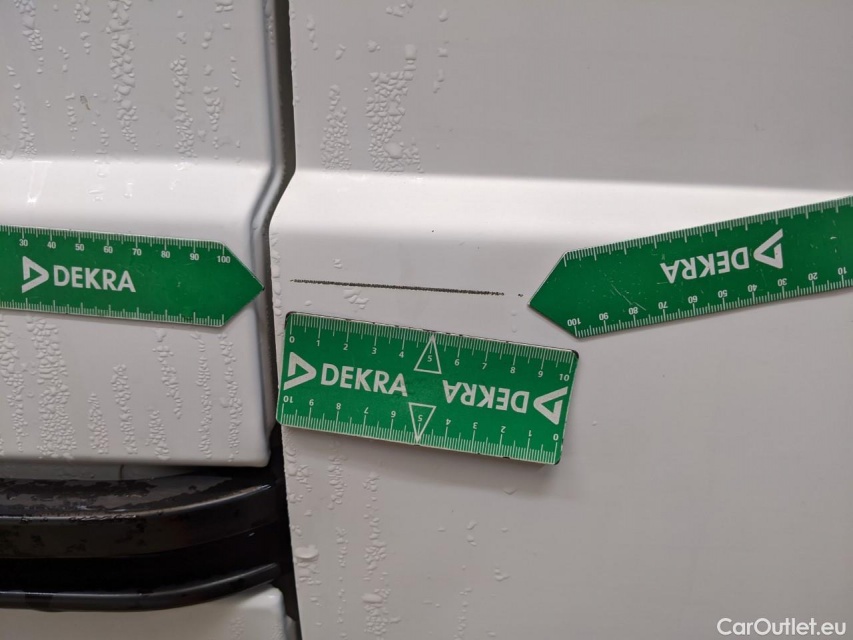 30 40 50 60 70 80 90 100
DEKRA
DEKRA
100 90 80 70 60 50 40 30 20 10
0 1 2 3 4 5 6 7 8 9 10
DEKRA DEKRA
10 9 8 7 6 5 4 3 2 1 0
CarOutlet.eu